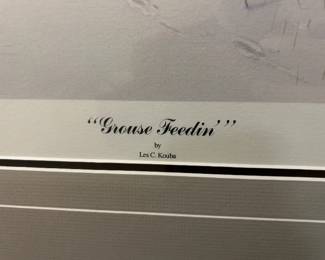 "Grouse Feedin'"
by
Les C. Kouba